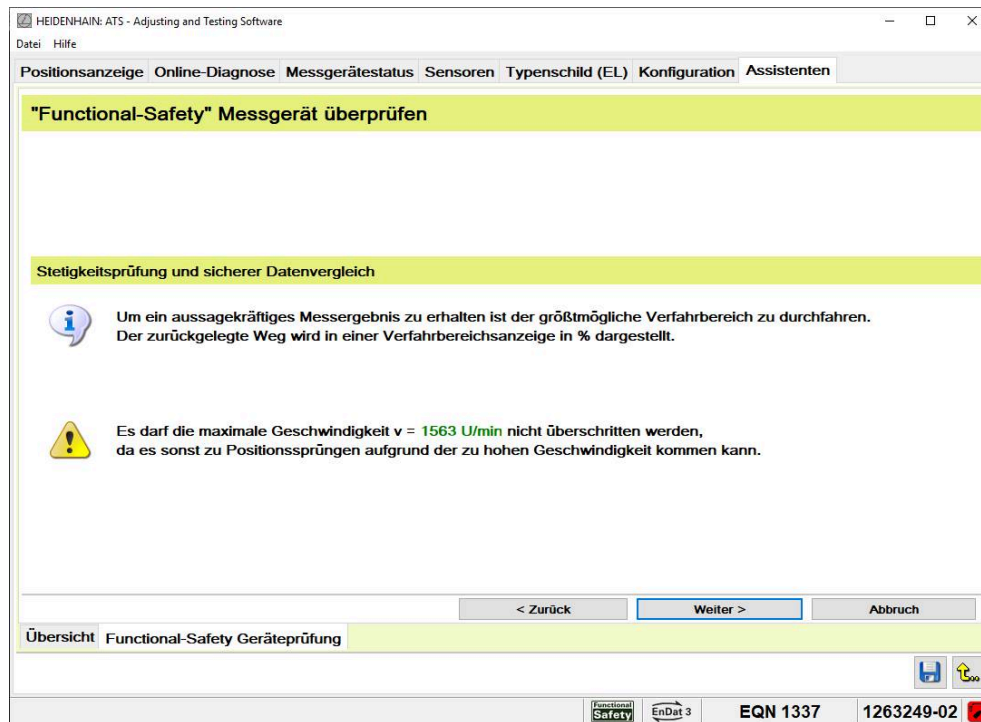 HEIDENHAIN: ATS - Adjusting and Testing Software
Datei Hilfe
Positionsanzeige Online-Diagnose Messgerätestatus Sensoren Typenschild (EL) Konfiguration Assistenten
"Functional-Safety" Messgerät überprüfen
Stetigkeitsprüfung und sicherer Datenvergleich
Um ein aussagekräftiges Messergebnis zu erhalten ist der größtmögliche Verfahrbereich zu durchfahren.
Der zurückgelegte Weg wird in einer Verfahrbereichsanzeige in % dargestellt.
Es darf die maximale Geschwindigkeit v = 1563 U/min nicht überschritten werden,
da es sonst zu Positionssprüngen aufgrund der zu hohen Geschwindigkeit kommen kann.
< Zurück Weiter > Abbruch
Übersicht Functional-Safety Geräteprüfung
Functional
Safety EnDat 3 EQN 1337 1263249-02